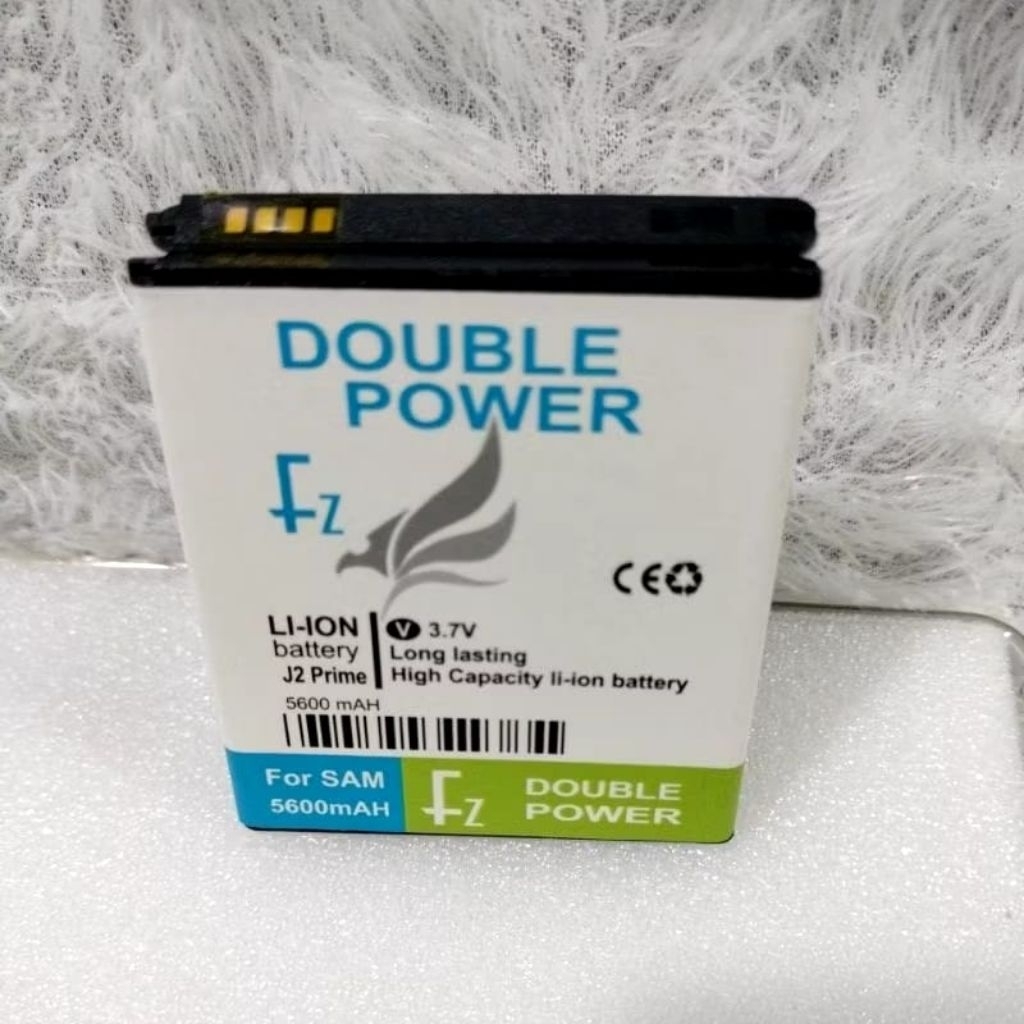 DOUBLE
POWER
Fz
CE
LI-ION
battery
J2 Prime
V 3.7V
Long lasting
High Capacity li-ion battery
5600 mAH
For SAM
5600mAH
Fz
DOUBLE
POWER